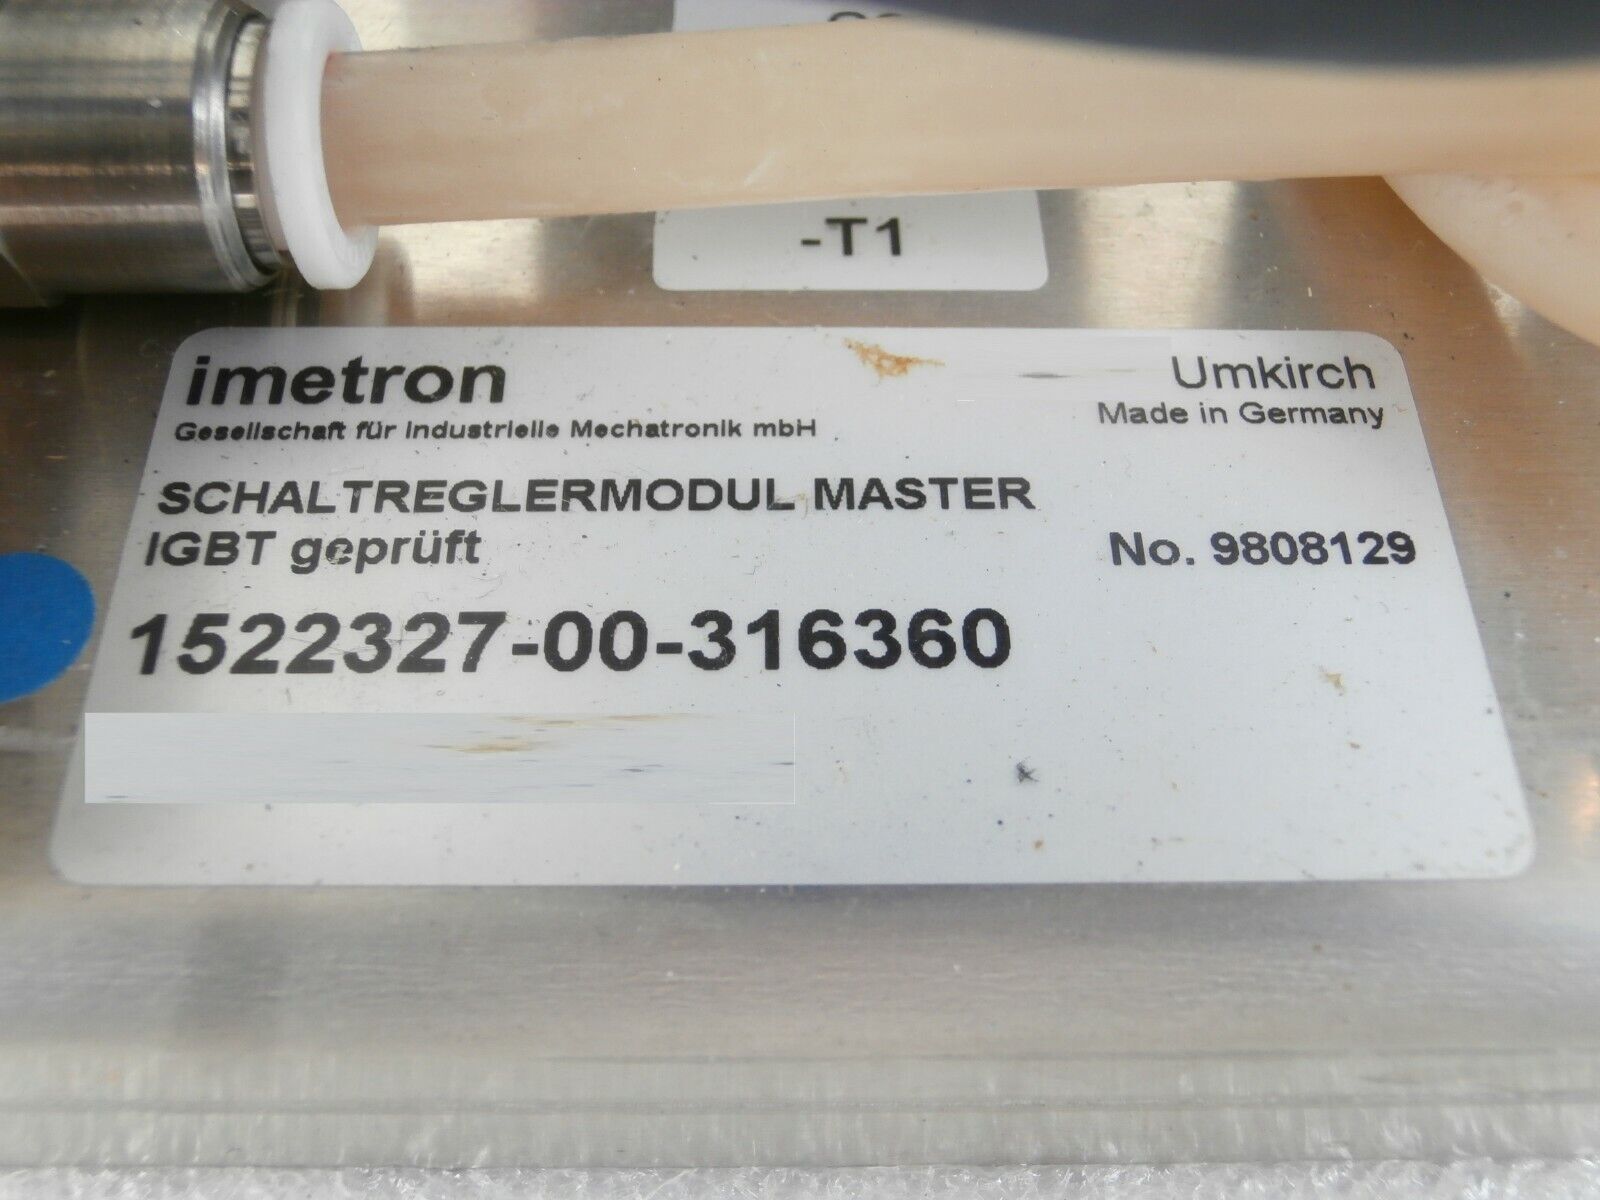 -T1
imetron
Umkirch
Gesellschaft für Industrielle Mechatronik mbH
Made in Germany
SCHALTREGLERMODUL MASTER
IGBT geprüft
No. 9808129
1522327-00-316360